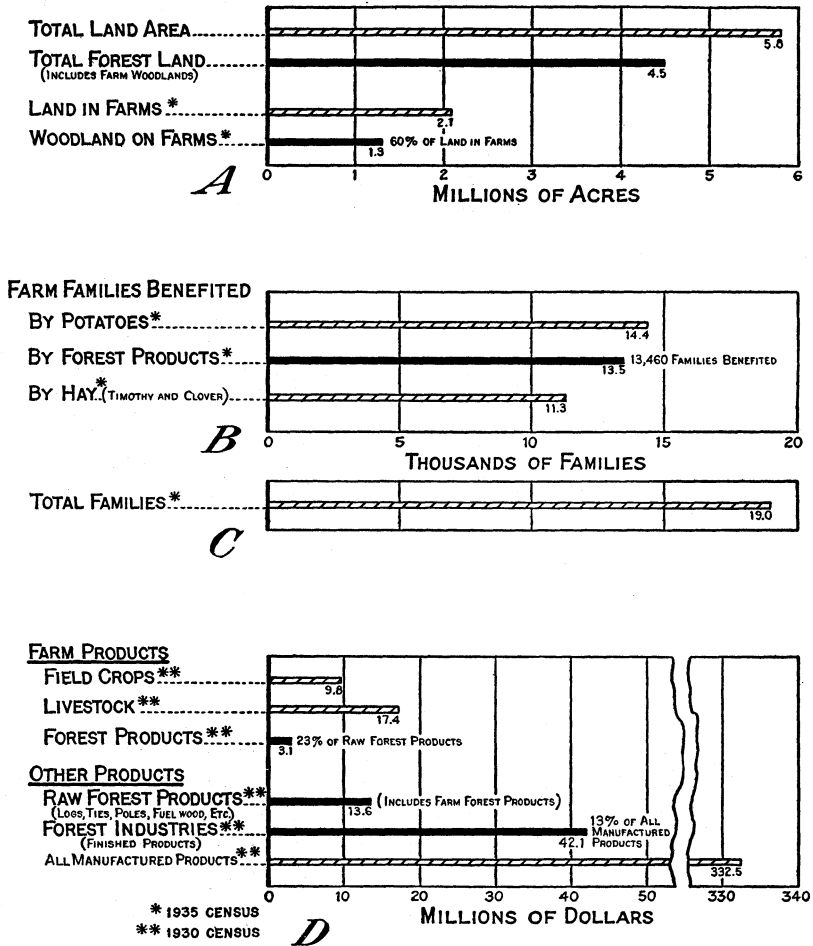 TOTAL LAND AREA
5.8
TOTAL FOREST LAND
(INCLUDES FARM WOODLANDS)
4.5
LAND IN FARMS *
2.1
WOODLAND ON FARMS *
60% OF LAND IN FARMS
1.3
A
0 1 2 3 4 5 6
MILLIONS OF ACRES
FARM FAMILIES BENEFITED
BY POTATOES *
14.4
BY FOREST PRODUCTS *
13,460 FAMILIES BENEFITED
13.5
BY HAY * (TIMOTHY AND CLOVER)
11.3
B
0 5 10 15 20
THOUSANDS OF FAMILIES
TOTAL FAMILIES *
19.0
C
FARM PRODUCTS
FIELD CROPS **
9.8
LIVESTOCK **
17.4
FOREST PRODUCTS **
23% OF RAW FOREST PRODUCTS
3.1
OTHER PRODUCTS
RAW FOREST PRODUCTS **
(INCLUDES FARM FOREST PRODUCTS)
(LOGS, TIES, POLES, FUEL WOOD, ETC.)
13.6
FOREST INDUSTRIES **
(FINISHED PRODUCTS)
13% OF ALL
MANUFACTURED
PRODUCTS
42.1
ALL MANUFACTURED PRODUCTS **
332.5
0 10 20 30 40 50 330 340
MILLIONS OF DOLLARS
* 1935 CENSUS
** 1930 CENSUS
D